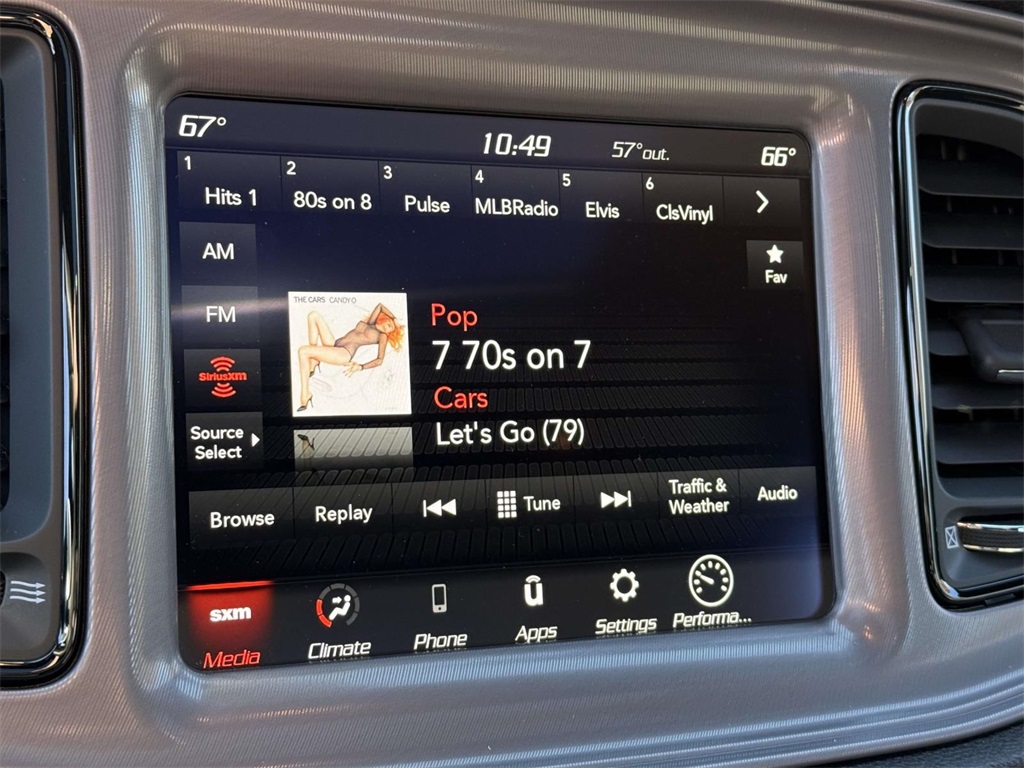 67°
10:49
57°out.
66°
1
Hits 1
2
80s on 8
3
Pulse
4
MLBRadio
5
Elvis
6
ClsVinyl
AM
Fav
FM
THE CARS CANDY-O
Pop
7 70s on 7
SiriusXM
Cars
Let's Go (79)
Source
Select
Browse
Replay
Tune
Traffic &
Weather
Audio
sxm
Media
Climate
Phone
Apps
Settings
Performa...